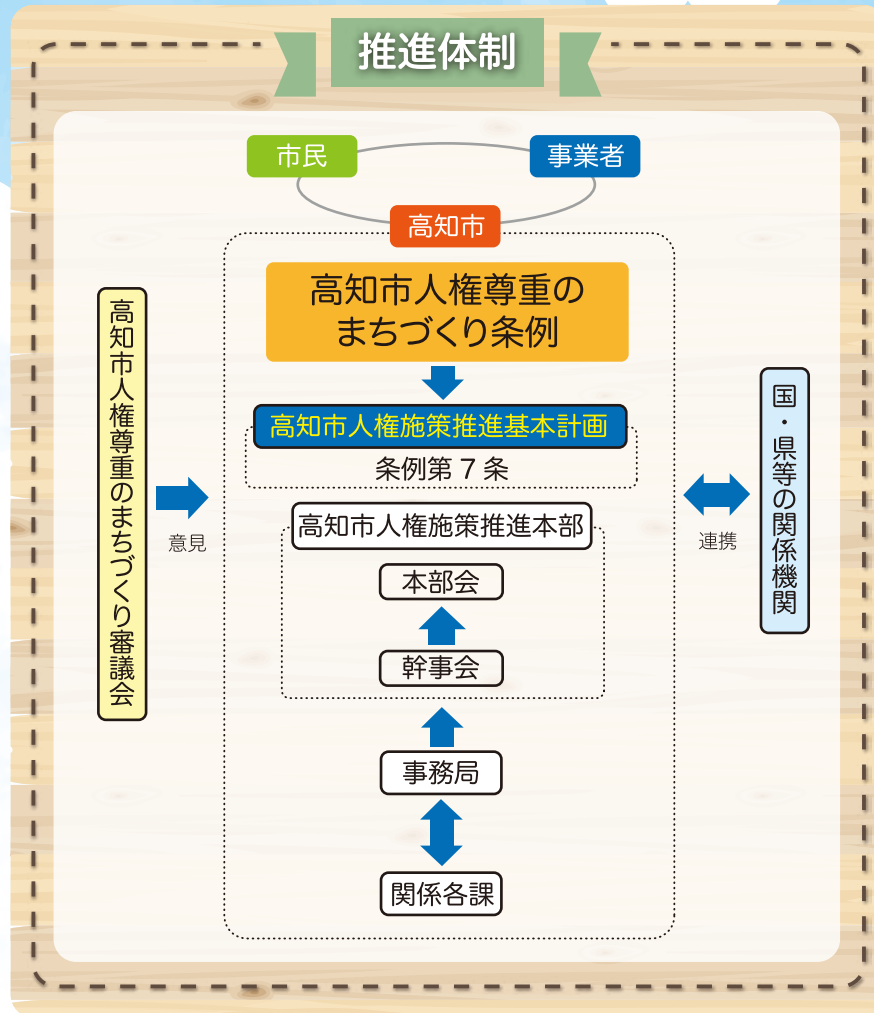 推進体制
市民
事業者
高知市
高知市人権尊重の
まちづくり条例
高知市人権施策推進基本計画
条例第7条
高知市人権尊重のまちづくり審議会
意見
国・県等の関係機関
連携
高知市人権施策推進本部
本部会
幹事会
事務局
関係各課